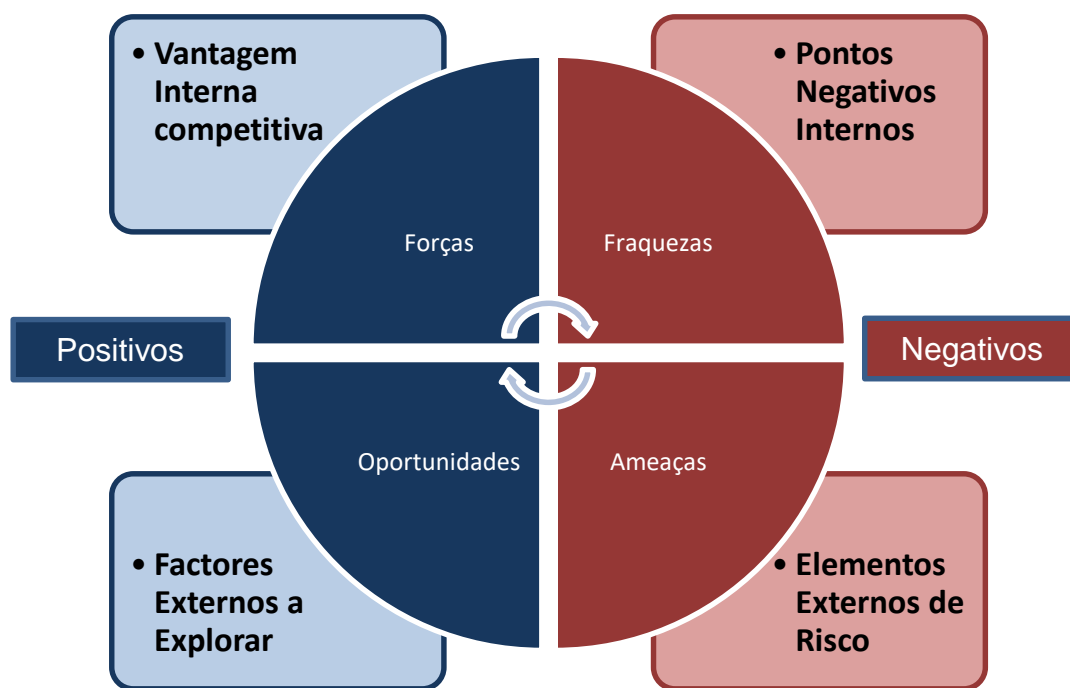 • Vantagem
Interna
competitiva
• Pontos
Negativos
Internos
Forças
Fraquezas
Positivos
Negativos
Oportunidades
Ameaças
• Factores
Externos a
Explorar
• Elementos
Externos de
Risco